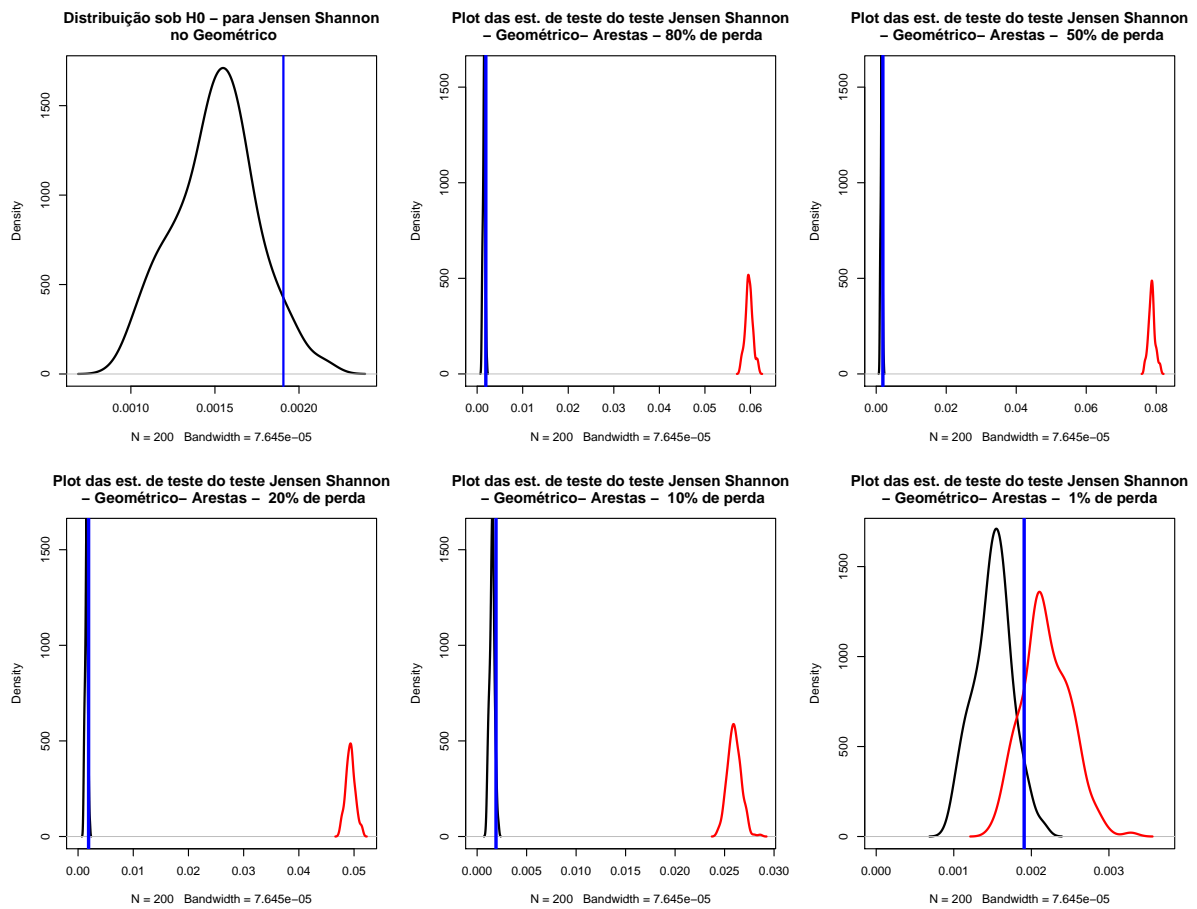 Distribuição sob H0 − para Jensen Shannon
no Geométrico
Density
0
500
1000
1500
0.0010
0.0015
0.0020
N = 200 Bandwidth = 7.645e−05
Plot das est. de teste do teste Jensen Shannon
− Geométrico− Arestas − 80% de perda
Density
0
500
1000
1500
0.00
0.01
0.02
0.03
0.04
0.05
0.06
N = 200 Bandwidth = 7.645e−05
Plot das est. de teste do teste Jensen Shannon
− Geométrico− Arestas − 50% de perda
Density
0
500
1000
1500
0.00
0.02
0.04
0.06
0.08
N = 200 Bandwidth = 7.645e−05
Plot das est. de teste do teste Jensen Shannon
− Geométrico− Arestas − 20% de perda
Density
0
500
1000
1500
0.00
0.01
0.02
0.03
0.04
0.05
N = 200 Bandwidth = 7.645e−05
Plot das est. de teste do teste Jensen Shannon
− Geométrico− Arestas − 10% de perda
Density
0
500
1000
1500
0.000
0.005
0.010
0.015
0.020
0.025
0.030
N = 200 Bandwidth = 7.645e−05
Plot das est. de teste do teste Jensen Shannon
− Geométrico− Arestas − 1% de perda
Density
0
500
1000
1500
0.000
0.001
0.002
0.003
N = 200 Bandwidth = 7.645e−05